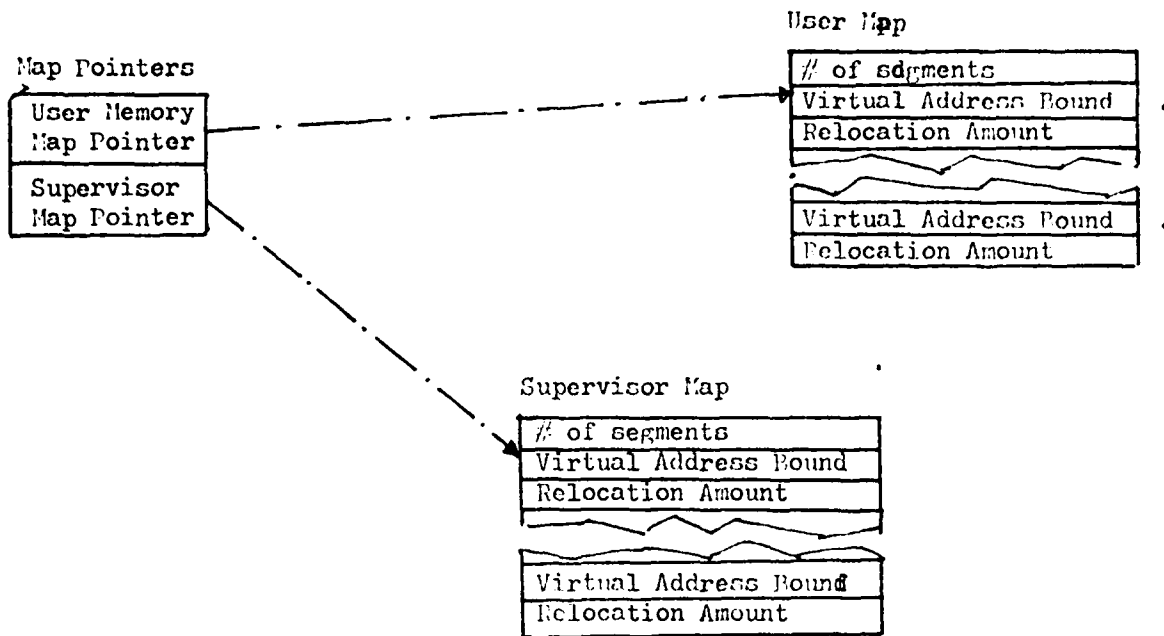 User Mpp
Map Pointers
User Memory
Map Pointer
Supervisor
Map Pointer
# of sdgments
Virtual Address Bound
Relocation Amount
Virtual Address Bound
Relocation Amount
Supervisor Map
# of segments
Virtual Address Bound
Relocation Amount
Virtual Address Bound
Relocation Amount